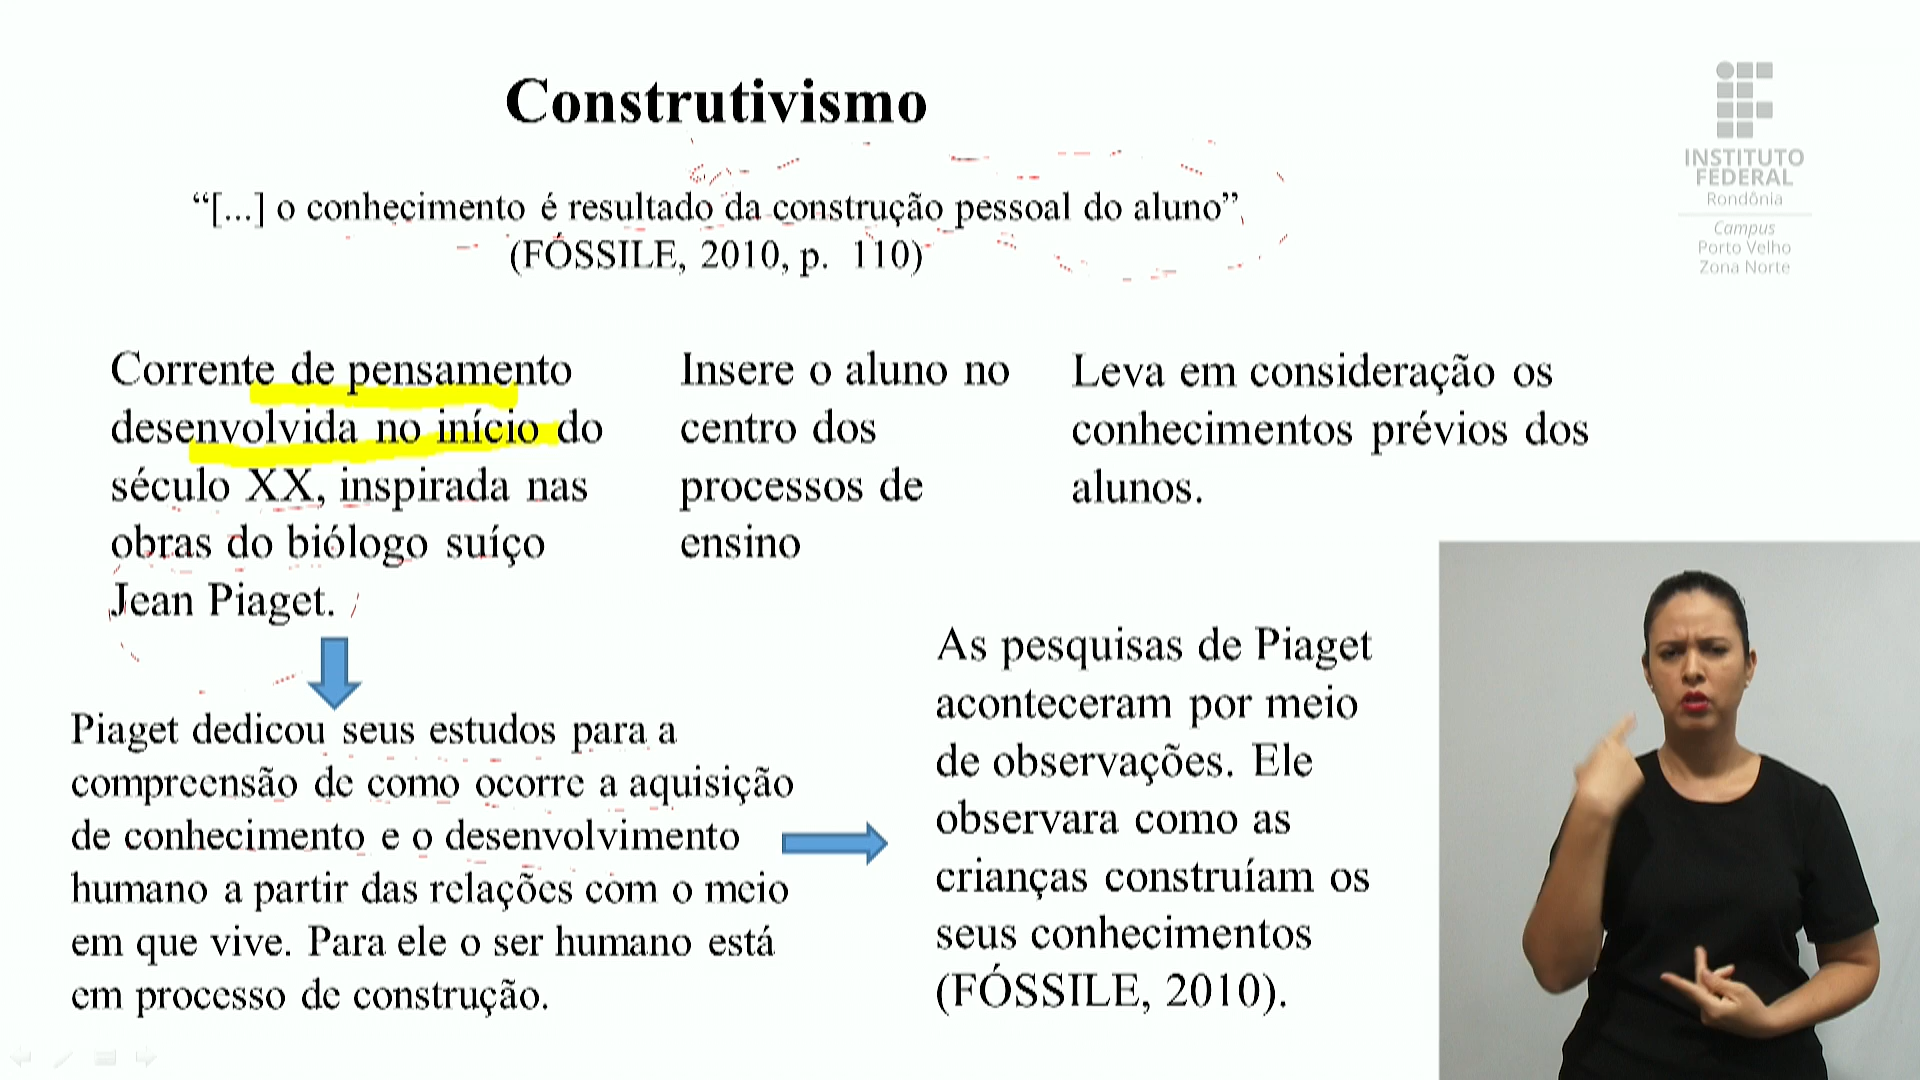 Construtivismo
“[...] o conhecimento é resultado da construção pessoal do aluno”
(FÓSSILE, 2010, p. 110)
Corrente de pensamento
desenvolvida no início do
século XX, inspirada nas
obras do biólogo suíço
Jean Piaget.
Insere o aluno no
centro dos
processos de
ensino
Leva em consideração os
conhecimentos prévios dos
alunos.
Piaget dedicou seus estudos para a
compreensão de como ocorre a aquisição
de conhecimento e o desenvolvimento
humano a partir das relações com o meio
em que vive. Para ele o ser humano está
em processo de construção.
As pesquisas de Piaget
aconteceram por meio
de observações. Ele
observara como as
crianças construíam os
seus conhecimentos
(FÓSSILE, 2010).
INSTITUTO
FEDERAL
Rondônia
Campus
Porto Velho
Zona Norte